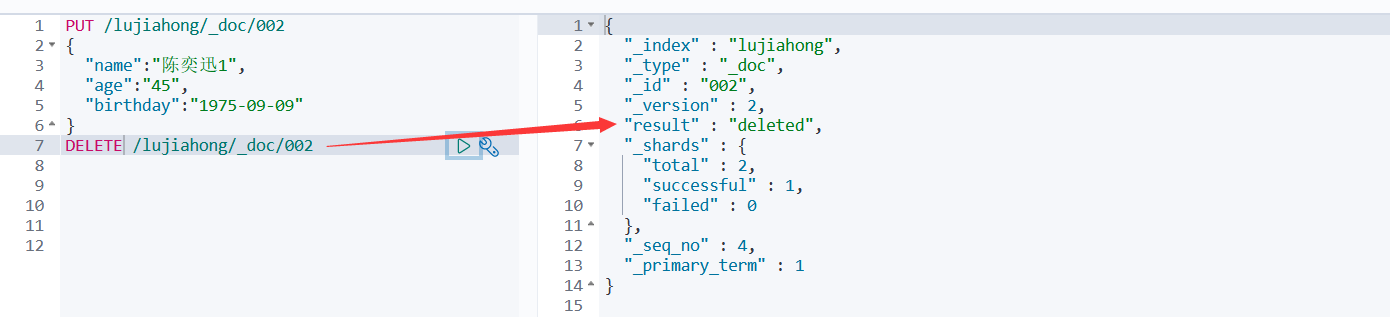 1 PUT /lujiahong/_doc/002
2 {
3 "name":"陈奕迅1",
4 "age":"45",
5 "birthday":"1975-09-09"
6 }
7 DELETE /lujiahong/_doc/002
8
9
10
11
12
1 {
2 "_index" : "lujiahong",
3 "_type" : "_doc",
4 "_id" : "002",
5 "_version" : 2,
6 "result" : "deleted",
7 "_shards" : {
8 "total" : 2,
9 "successful" : 1,
10 "failed" : 0
11 },
12 "_seq_no" : 4,
13 "_primary_term" : 1
14 }
15